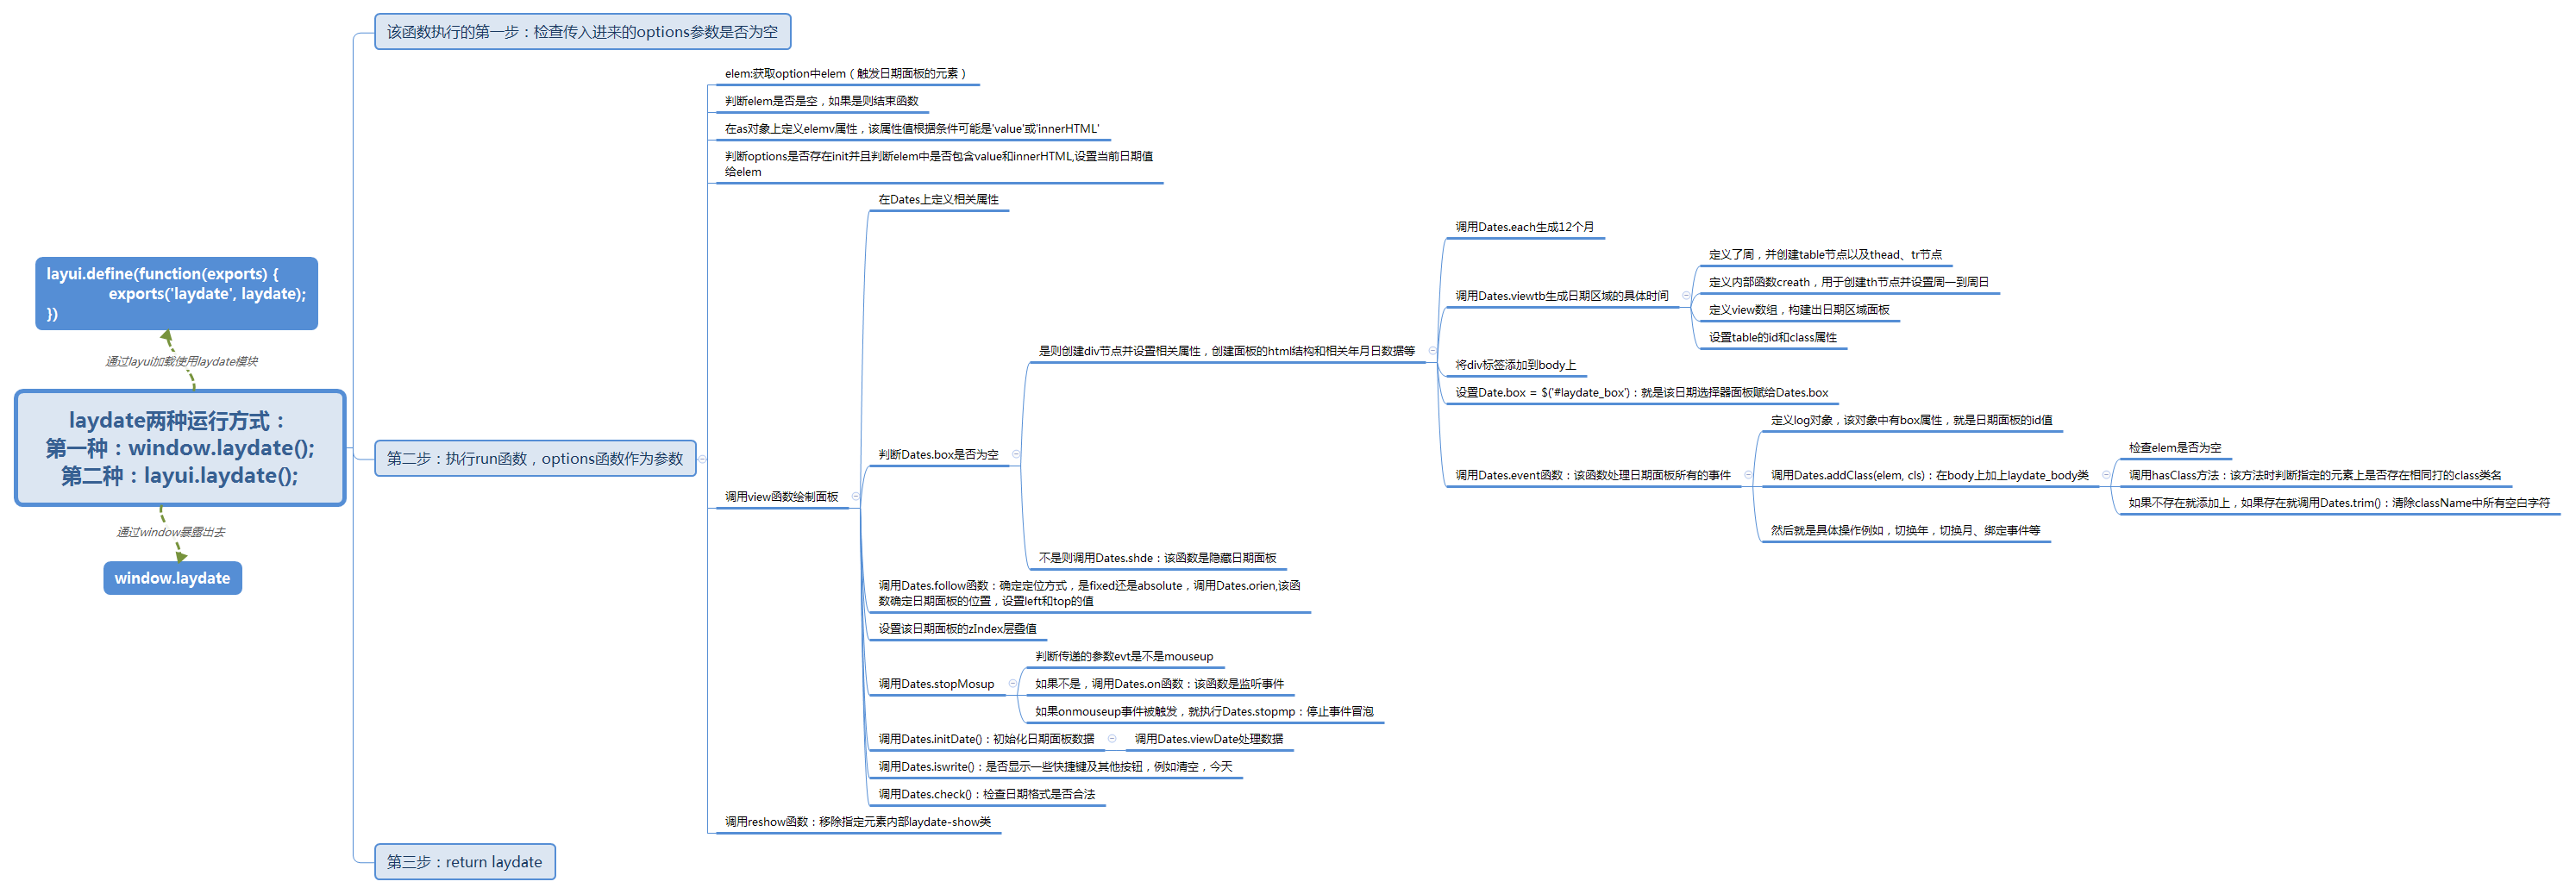 该函数执行的第一步：检查传入进来的options参数是否为空
elem:获取option中elem（触发日期面板的元素）
判断elem是否是空，如果是则结束函数
在as对象上定义elemv属性，该属性值根据条件可能是'value'或'innerHTML'
判断options是否存在init并且判断elem中是否包含value和innerHTML,设置当前日期值
给elem
在Dates上定义相关属性
调用Dates.each生成12个月
定义了周，并创建table节点以及thead、tr节点
layui.define(function(exports) {
exports('laydate', laydate);
})
定义内部函数creath，用于创建th节点并设置周一到周日
调用Dates.viewtb生成日期区域的具体时间
定义view数组，构建出日期区域面板
设置table的id和class属性
是则创建div节点并设置相关属性，创建面板的html结构和相关年月日数据等
通过layui加载使用laydate模块
将div标签添加到body上
设置Date.box = $('#laydate_box')：就是该日期选择器面板赋给Dates.box
laydate两种运行方式：
第一种：window.laydate();
第二种：layui.laydate();
定义log对象，该对象中有box属性，就是日期面板的id值
检查elem是否为空
第二步：执行run函数，options函数作为参数
判断Dates.box是否为空
调用Dates.event函数：该函数处理日期面板所有的事件
调用Dates.addClass(elem, cls)：在body上加上laydate_body类
调用hasClass方法：该方法时判断指定的元素上是否存在相同打的class类名
调用view函数绘制面板
如果不存在就添加上，如果存在就调用Dates.trim()：清除className中所有空白字符
通过window暴露出去
然后就是具体操作例如，切换年，切换月、绑定事件等
不是则调用Dates.shde：该函数是隐藏日期面板
window.laydate
调用Dates.follow函数：确定定位方式，是fixed还是absolute，调用Dates.orien,该函
数确定日期面板的位置，设置left和top的值
设置该日期面板的zIndex层叠值
判断传递的参数evt是不是mouseup
调用Dates.stopMosup
如果不是，调用Dates.on函数：该函数是监听事件
如果onmouseup事件被触发，就执行Dates.stopmp：停止事件冒泡
调用Dates.initDate()：初始化日期面板数据
调用Dates.viewDate处理数据
调用Dates.iswrite()：是否显示一些快捷键及其他按钮，例如清空，今天
调用Dates.check()：检查日期格式是否合法
调用reshow函数：移除指定元素内部laydate-show类
第三步：return laydate